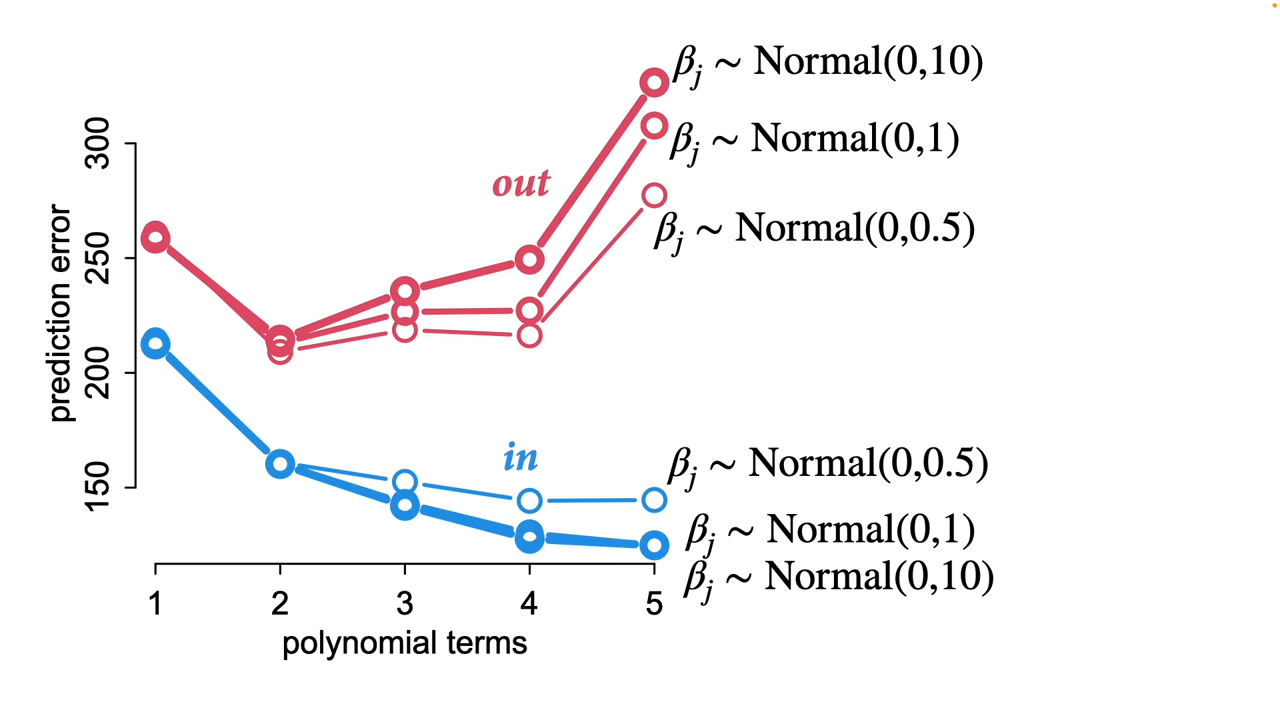 βj ~ Normal(0,10)
300
βj ~ Normal(0,1)
out
βj ~ Normal(0,0.5)
250
prediction error
200
in
βj ~ Normal(0,0.5)
150
βj ~ Normal(0,1)
βj ~ Normal(0,10)
1 2 3 4 5
polynomial terms